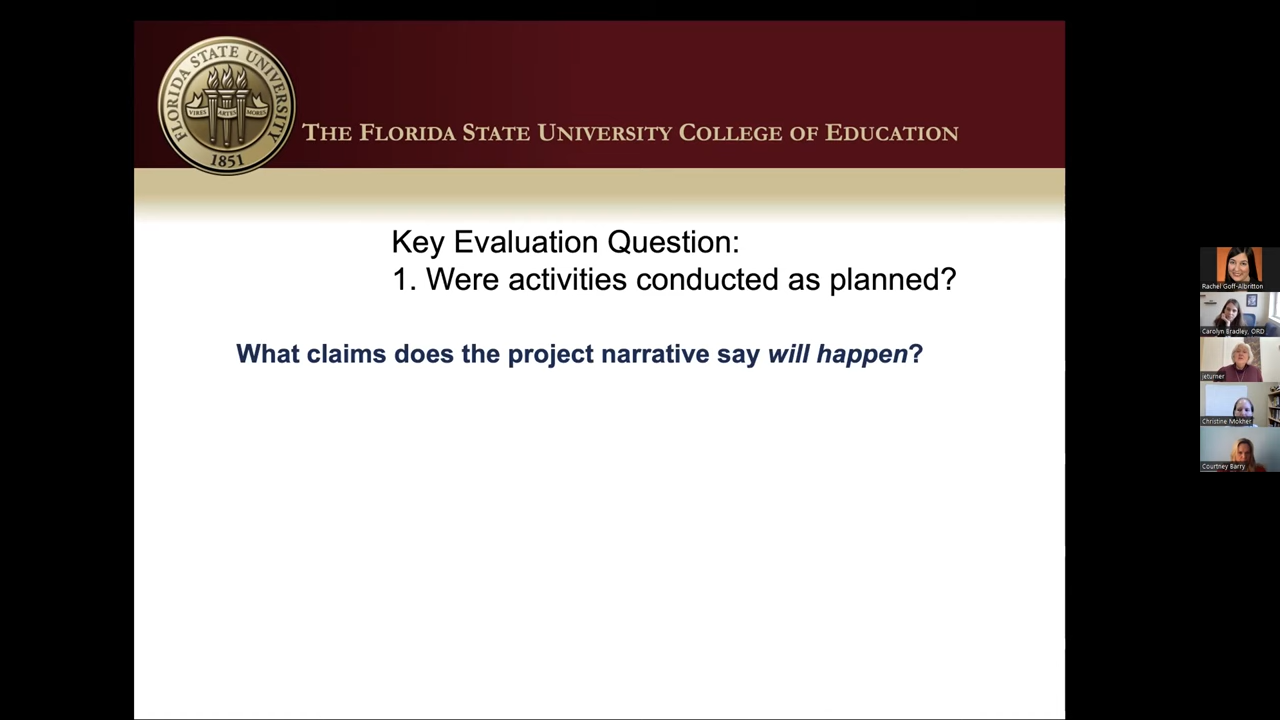 FLORIDA STATE UNIVERSITY
VIRES ARTES MORES
1851
THE FLORIDA STATE UNIVERSITY COLLEGE OF EDUCATION
Key Evaluation Question:
1. Were activities conducted as planned?
What claims does the project narrative say will happen?
Rachel Goff-Albritton
Carolyn Bradley, ORD
jeturner
Christine Mokher
Courtney Barry